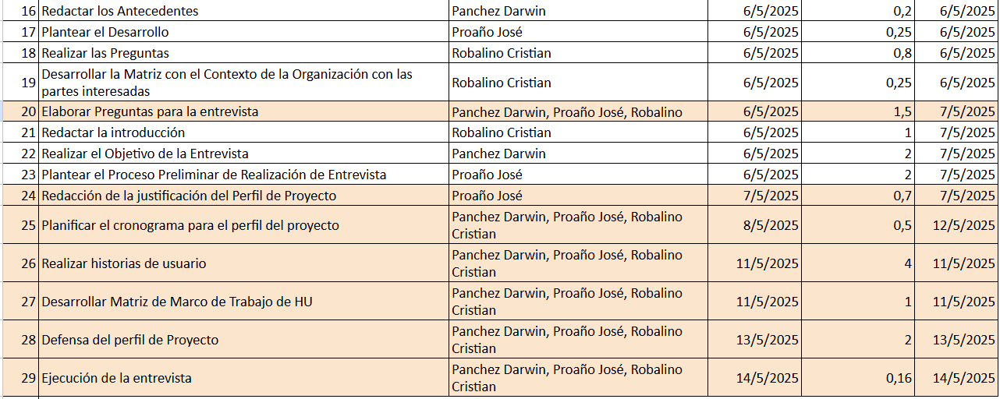 16 Redactar los Antecedentes Panchez Darwin 6/5/2025 0,2 6/5/2025
17 Plantear el Desarrollo Proaño José 6/5/2025 0,25 6/5/2025
18 Realizar las Preguntas Robalino Cristian 6/5/2025 0,8 6/5/2025
19 Desarrollar la Matriz con el Contexto de la Organización con las
partes interesadas Robalino Cristian 6/5/2025 0,25 6/5/2025
20 Elaborar Preguntas para la entrevista Panchez Darwin, Proaño José, Robalino 6/5/2025 1,5 7/5/2025
21 Redactar la introducción Robalino Cristian 6/5/2025 1 7/5/2025
22 Realizar el Objetivo de la Entrevista Panchez Darwin 6/5/2025 2 7/5/2025
23 Plantear el Proceso Preliminar de Realización de Entrevista Proaño José 6/5/2025 2 7/5/2025
24 Redacción de la justificación del Perfil de Proyecto Proaño José 7/5/2025 0,7 7/5/2025
25 Planificar el cronograma para el perfil del proyecto Panchez Darwin, Proaño José, Robalino
Cristian 8/5/2025 0,5 12/5/2025
26 Realizar historias de usuario Panchez Darwin, Proaño José, Robalino
Cristian 11/5/2025 4 11/5/2025
27 Desarrollar Matriz de Marco de Trabajo de HU Panchez Darwin, Proaño José, Robalino
Cristian 11/5/2025 1 11/5/2025
28 Defensa del perfil de Proyecto Panchez Darwin, Proaño José, Robalino
Cristian 13/5/2025 2 13/5/2025
29 Ejecución de la entrevista Panchez Darwin, Proaño José, Robalino
Cristian 14/5/2025 0,16 14/5/2025